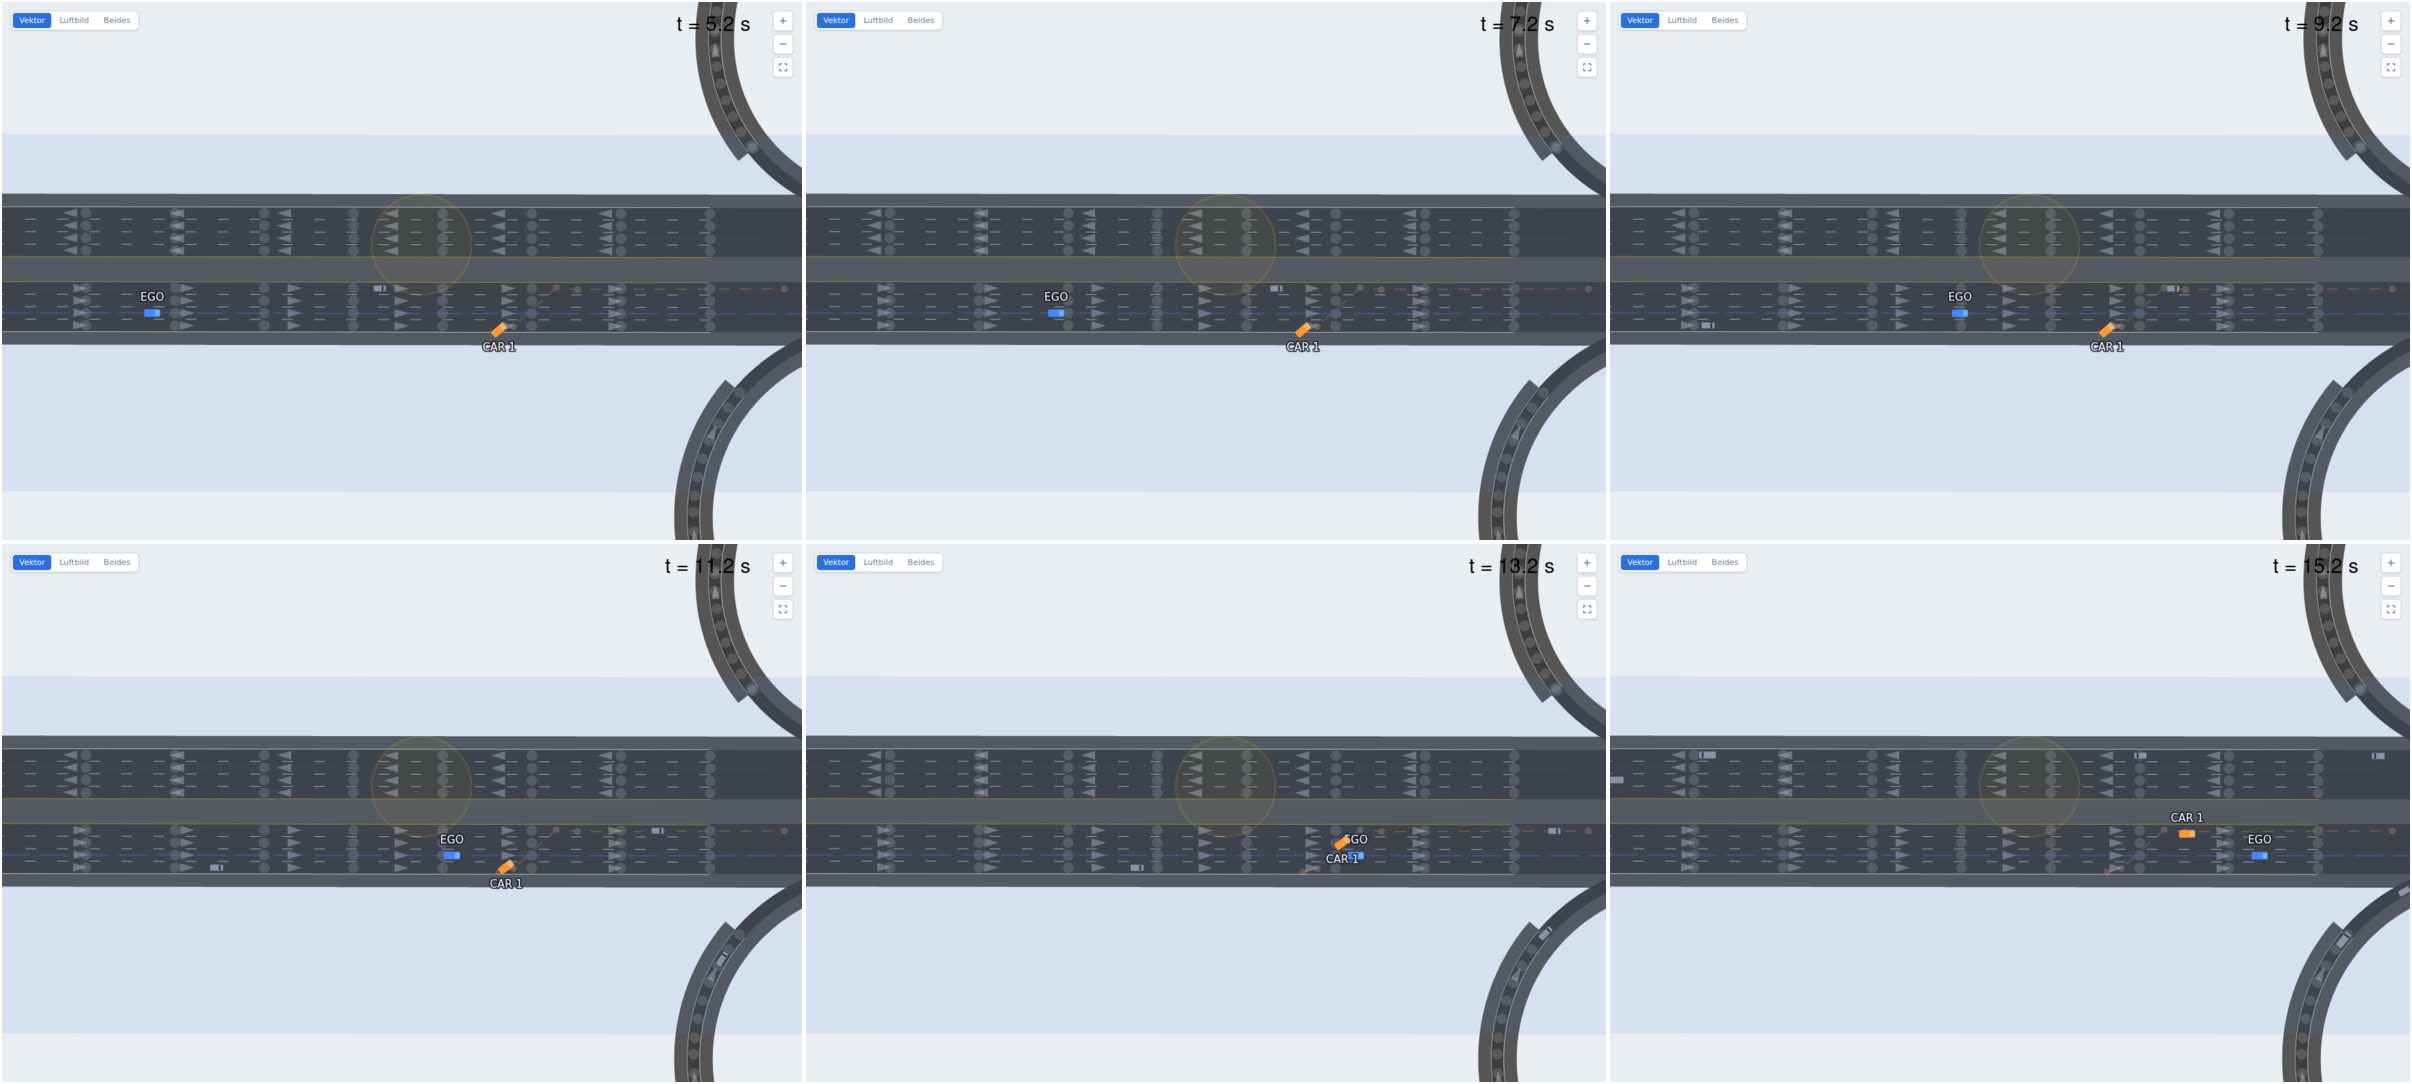 Vektor Luftbild Beides t = 5.2 s +
−
EGO
CAR 1
Vektor Luftbild Beides t = 7.2 s +
−
EGO
CAR 1
Vektor Luftbild Beides t = 9.2 s +
−
EGO
CAR 1
Vektor Luftbild Beides t = 11.2 s +
−
EGO
CAR 1
Vektor Luftbild Beides t = 13.2 s +
−
EGO
CAR 1
Vektor Luftbild Beides t = 15.2 s +
−
CAR 1
EGO